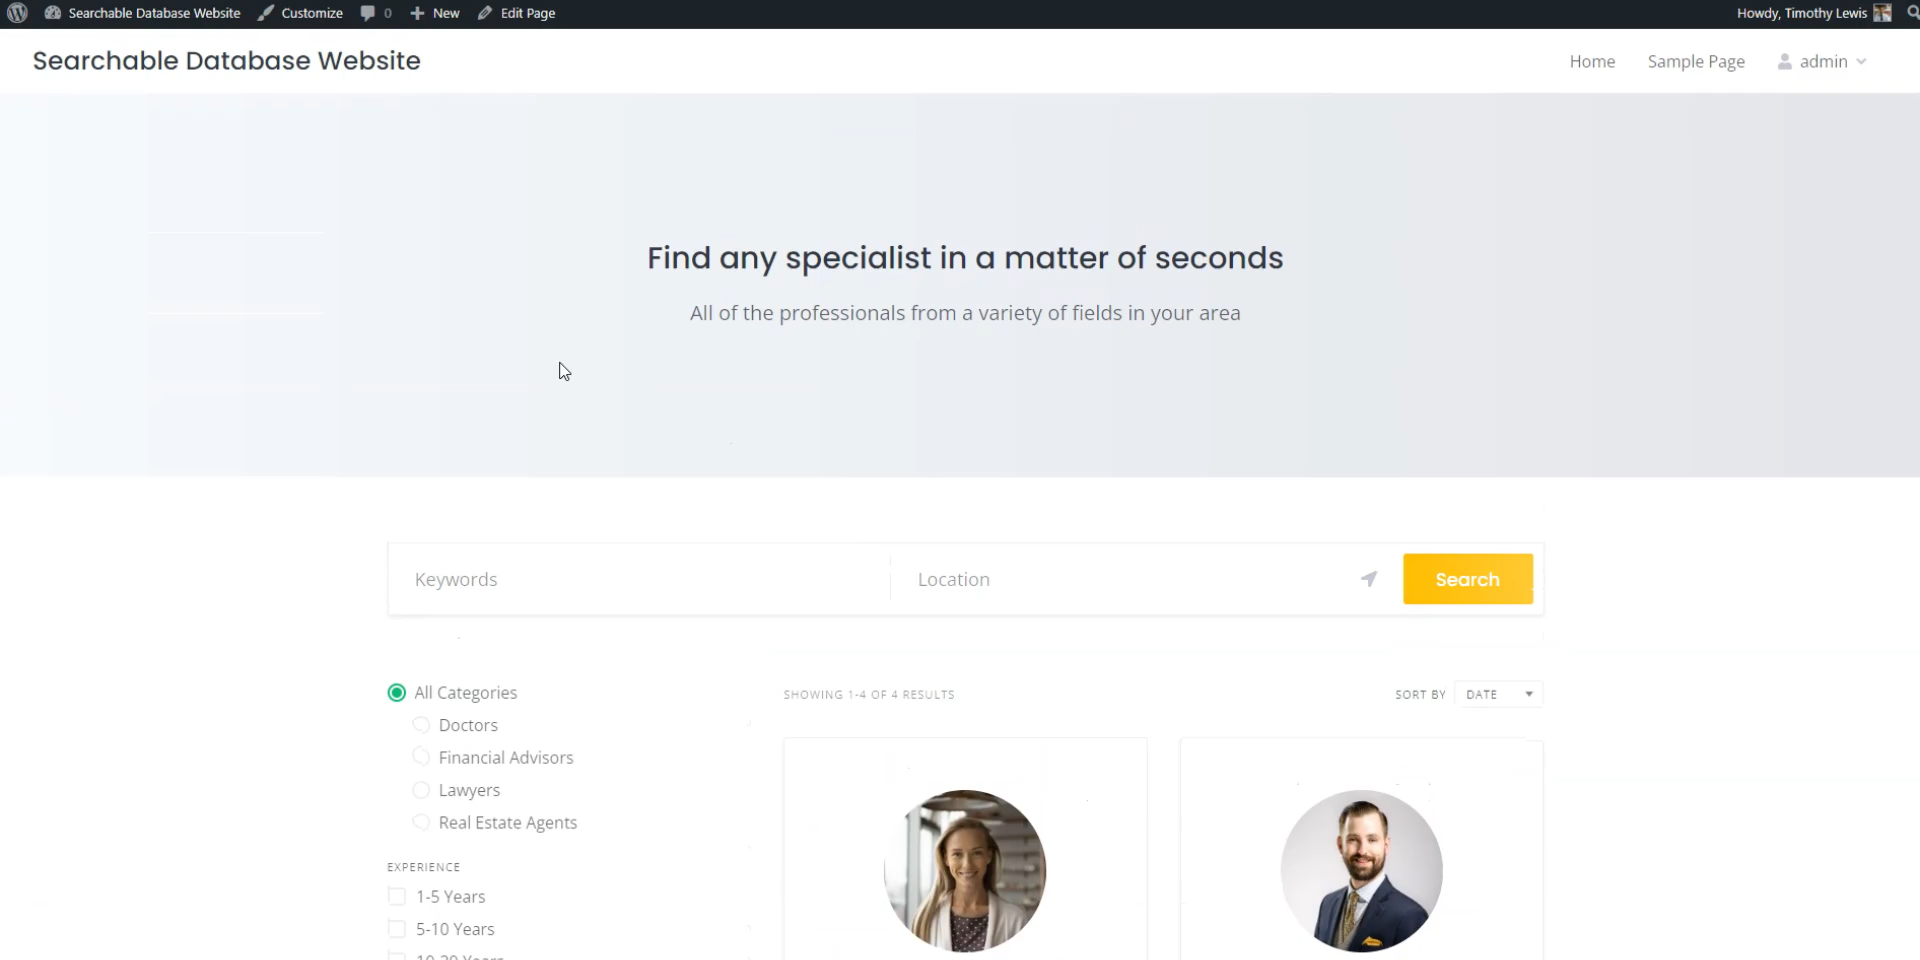 Searchable Database Website Customize 0 New Edit Page Howdy, Timothy Lewis
Searchable Database Website Home Sample Page admin
Find any specialist in a matter of seconds
All of the professionals from a variety of fields in your area
Keywords Location Search
All Categories SHOWING 1-4 OF 4 RESULTS SORT BY DATE
Doctors
Financial Advisors
Lawyers
Real Estate Agents
EXPERIENCE
1-5 Years
5-10 Years